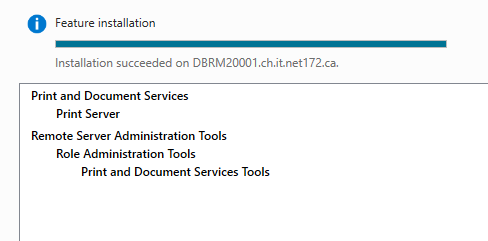 Feature installation
Installation succeeded on DBRM20001.ch.it.net172.ca.
Print and Document Services
Print Server
Remote Server Administration Tools
Role Administration Tools
Print and Document Services Tools